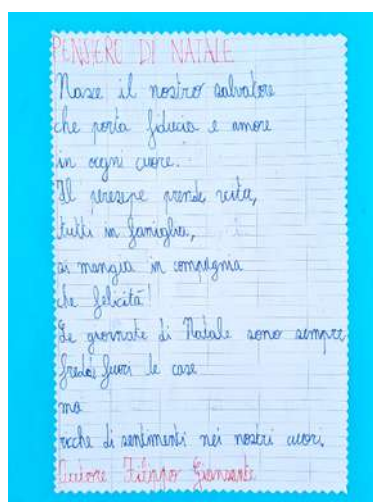 PENSIERO DI NATALE
Nasce il nostro salvatore
che porta fiducia e amore
in ogni cuore.
Il presepe prende vita,
tutti in famiglia,
si mangia in compagnia
che felicità!
Le giornate di Natale sono sempre
fredde fuori le case
ma
ricche di sentimenti nei nostri cuori.
Autore Filippo Giansanti